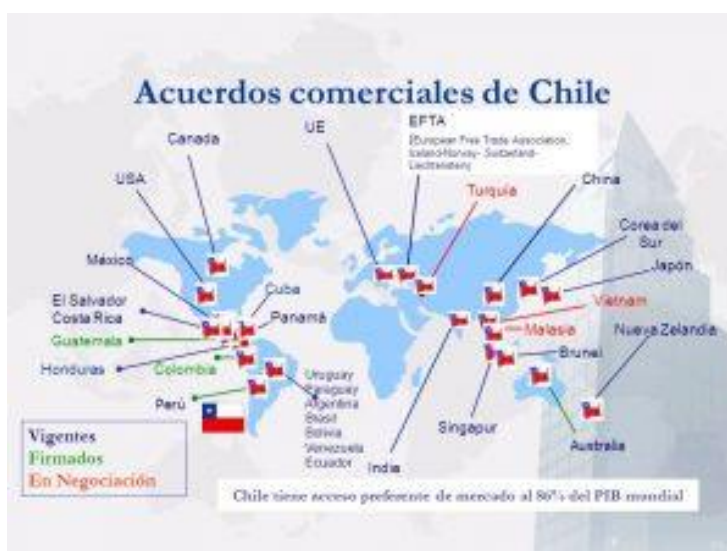 Acuerdos comerciales de Chile
EFTA
(European Free Trade Association,
Iceland-Norway- Switzerland-
Liechtenstein)
UE
Canada
USA
Turquía
China
Corea del
Sur
Japón
México
Cuba
El Salvador
Costa Rica
Panamá
Guatemala
Honduras
Colombia
Perú
Vietnam
Malasia
Brunei
Nueva Zelandia
Uruguay
Paraguay
Argentina
Brasil
Bolivia
Venezuela
Ecuador
India
Singapur
Australia
Vigentes
Firmados
En Negociación
Chile tiene acceso preferente de mercado al 86% del PIB mundial